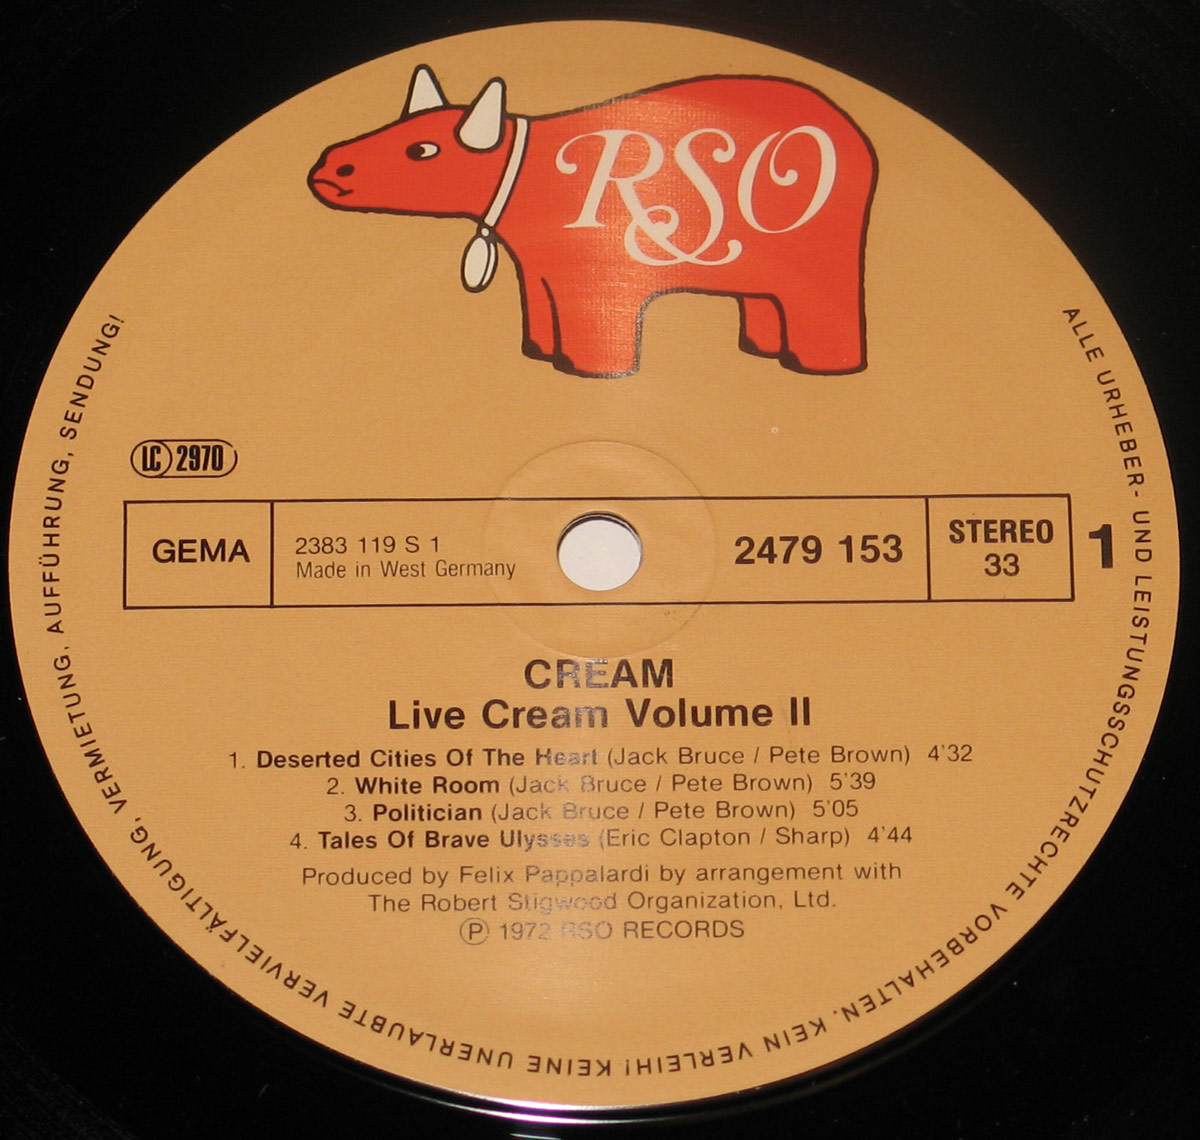 RSO
LC 2970
GEMA
2383 119 S 1
Made in West Germany
2479 153
STEREO
33
1
CREAM
Live Cream Volume II
1. Deserted Cities Of The Heart (Jack Bruce / Pete Brown) 4'32
2. White Room (Jack Bruce / Pete Brown) 5'39
3. Politician (Jack Bruce / Pete Brown) 5'05
4. Tales Of Brave Ulysses (Eric Clapton / Sharp) 4'44
Produced by Felix Pappalardi by arrangement with
The Robert Stigwood Organization, Ltd.
Ⓟ 1972 RSO RECORDS
ALLE URHEBER- UND LEISTUNGSSCHUTZRECHTE VORBEHALTEN. KEIN VERLEIH! KEINE UNERLAUBTE VERVIELFÄLTIGUNG, VERMIETUNG, AUFFÜHRUNG, SENDUNG!